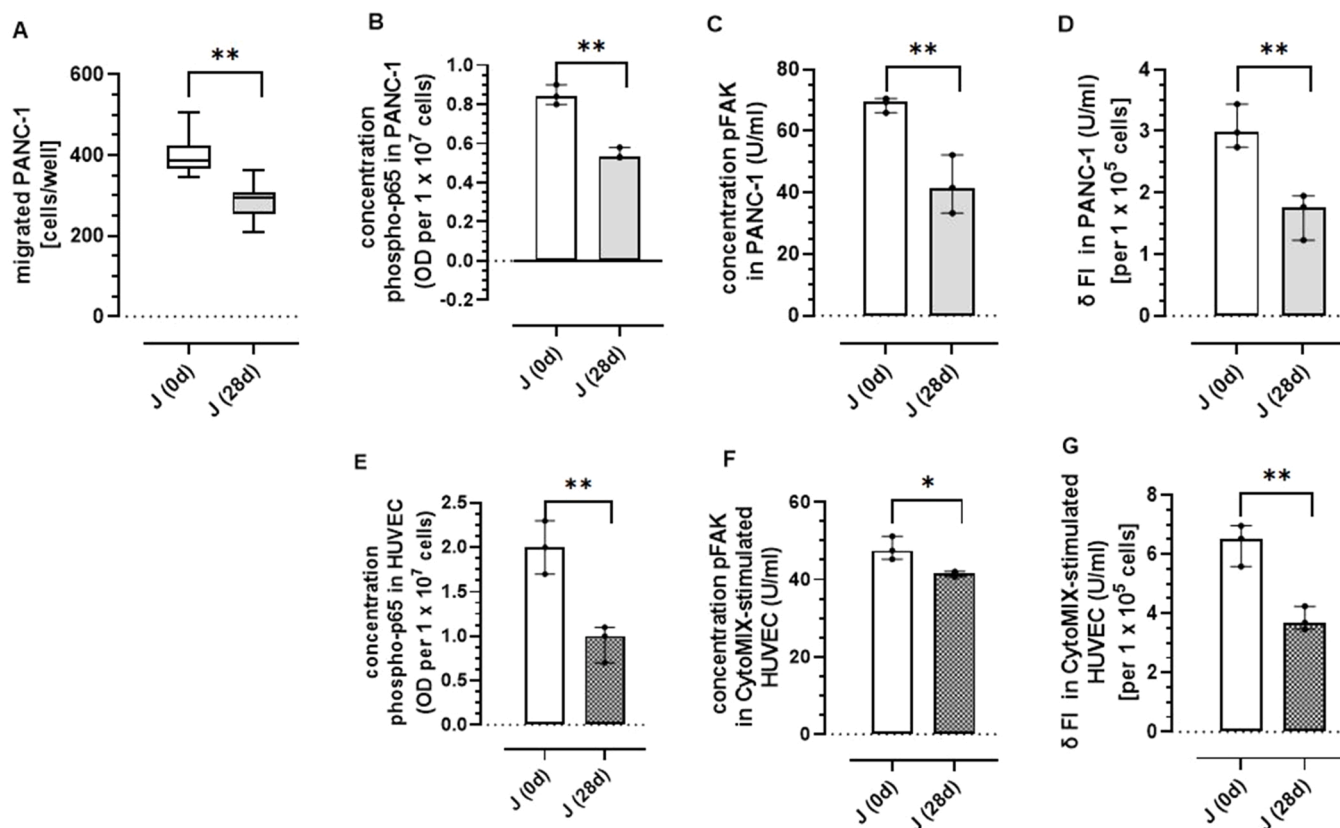 A
migrated PANC-1
[cells/well]
600
400
200
0
**
J (0d)
J (28d)
B
concentration
phospho-p65 in PANC-1
(OD per 1 x 10⁷ cells)
1.0
0.8
0.6
0.4
0.2
0.0
-0.2
**
J (0d)
J (28d)
C
concentration pFAK
in PANC-1 (U/ml)
80
60
40
20
0
**
J (0d)
J (28d)
D
δ FI in PANC-1 (U/ml)
[per 1 x 10⁵ cells]
4
3
2
1
0
**
J (0d)
J (28d)
E
concentration
phospho-p65 in HUVEC
(OD per 1 x 10⁷ cells)
2.5
2.0
1.5
1.0
0.5
0.0
**
J (0d)
J (28d)
F
concentration pFAK
in CytoMIX-stimulated
HUVEC (U/ml)
60
40
20
0
*
J (0d)
J (28d)
G
δ FI in CytoMIX-stimulated
HUVEC (U/ml)
[per 1 x 10⁵ cells]
8
6
4
2
0
**
J (0d)
J (28d)